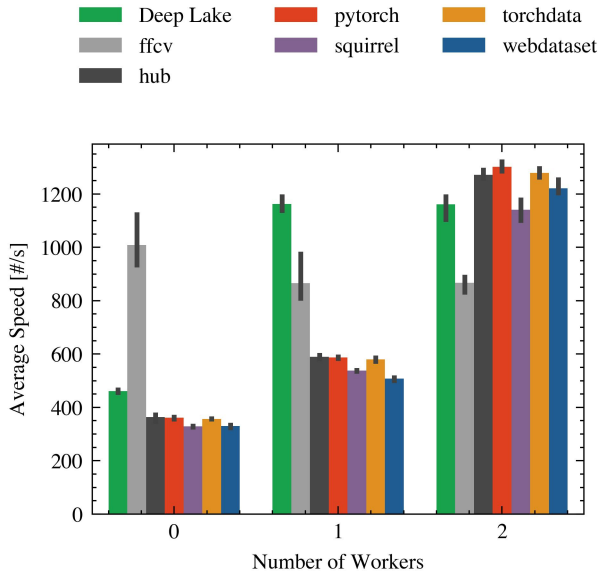 Deep Lake
pytorch
torchdata
ffcv
squirrel
webdataset
hub
Average Speed [#/s]
1200
1000
800
600
400
200
0
0
1
2
Number of Workers